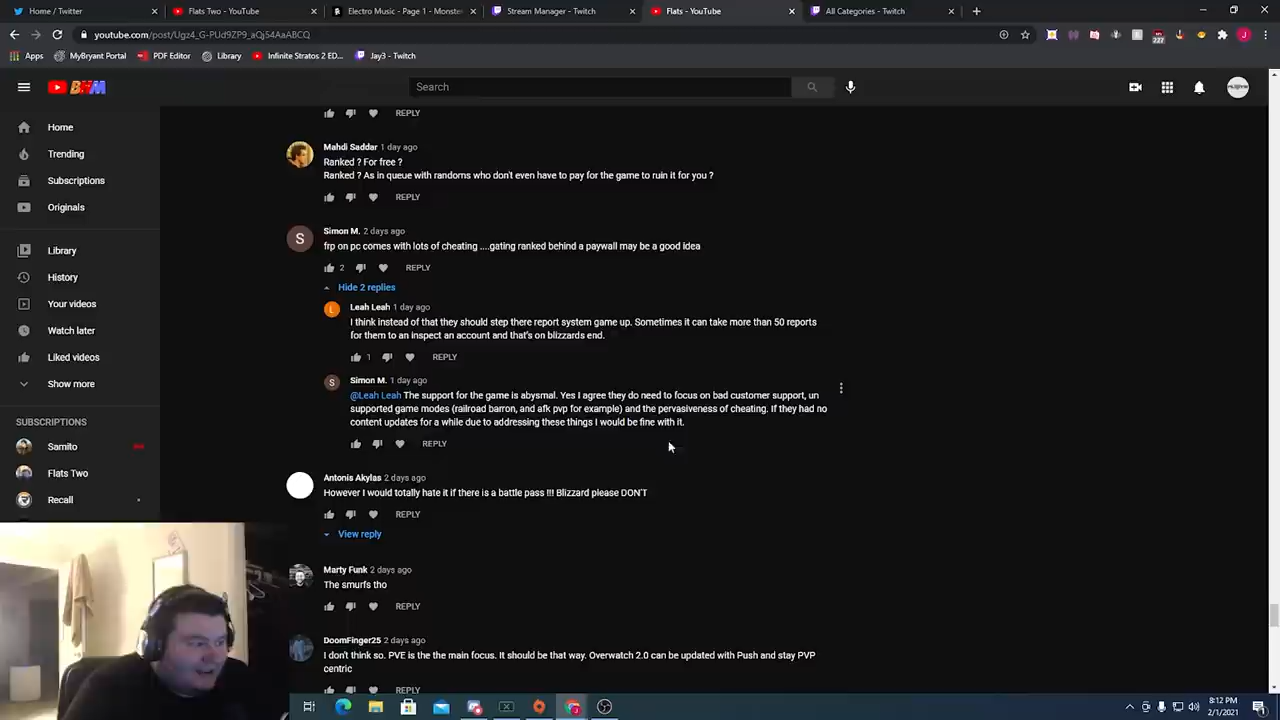 Home / Twitter
Flats Two - YouTube
Electro Music - Page 1 - Monster
Stream Manager - Twitch
Flats - YouTube
All Categories - Twitch
youtube.com/post/Ugz4_G-PUd9ZP9_aQj54AaABCQ
Apps
MyBryant Portal
PDF Editor
Library
Infinite Stratos 2 ED...
Jay3 - Twitch
Search
REPLY
Home
Trending
Subscriptions
Originals
Library
History
Your videos
Watch later
Liked videos
Show more
SUBSCRIPTIONS
Samito
Flats Two
Recall
Mahdi Saddar 1 day ago
Ranked ? For free ?
Ranked ? As in queue with randoms who don't even have to pay for the game to ruin it for you ?
REPLY
Simon M. 2 days ago
frp on pc comes with lots of cheating ....gating ranked behind a paywall may be a good idea
2 REPLY
Hide 2 replies
Leah Leah 1 day ago
I think instead of that they should step there report system game up. Sometimes it can take more than 50 reports
for them to an inspect an account and that's on blizzards end.
1 REPLY
Simon M. 1 day ago
@Leah Leah The support for the game is abysmal. Yes I agree they do need to focus on bad customer support, un
supported game modes (railroad barron, and afk pvp for example) and the pervasiveness of cheating. If they had no
content updates for a while due to addressing these things I would be fine with it.
REPLY
Antonis Akylas 2 days ago
However I would totally hate it if there is a battle pass !!! Blizzard please DON'T
REPLY
View reply
Marty Funk 2 days ago
The smurfs tho
REPLY
DoomFinger25 2 days ago
I don't think so. PVE is the the main focus. It should be that way. Overwatch 2.0 can be updated with Push and stay PVP
centric
REPLY
8:12 PM
2/1/2021